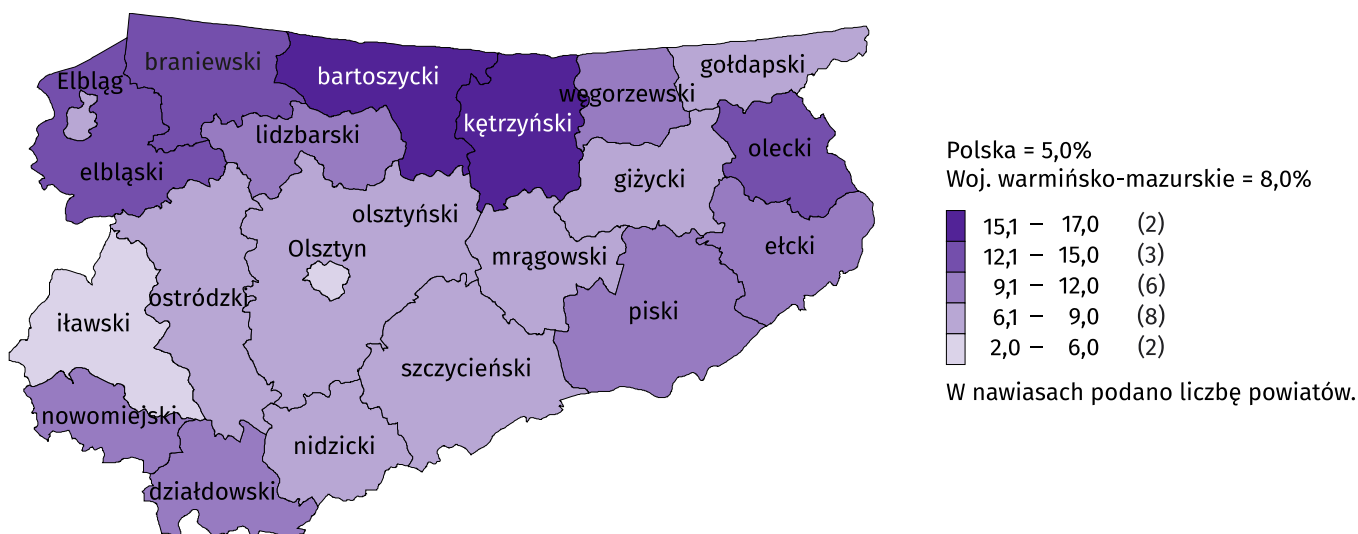 braniewski
Elbląg
bartoszycki
gołdapski
węgorzewski
kętrzyński
lidzbarski
olecki
elbląski
giżycki
olsztyński
Olsztyn
ełcki
mrągowski
ostródzki
iławski
piski
szczycieński
nowomiejski
nidzicki
działdowski
Polska = 5,0%
Woj. warmińsko-mazurskie = 8,0%
15,1 – 17,0 (2)
12,1 – 15,0 (3)
9,1 – 12,0 (6)
6,1 – 9,0 (8)
2,0 – 6,0 (2)
W nawiasach podano liczbę powiatów.